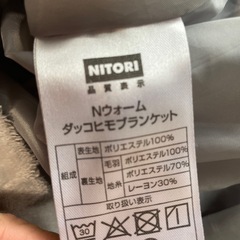 NITORI
品質表示
Nウォーム
ダッコヒモブランケット
組成 表生地 ポリエステル100%
裏生地 毛羽 ポリエステル100%
地糸 ポリエステル70%
レーヨン30%
取り扱い表示
30